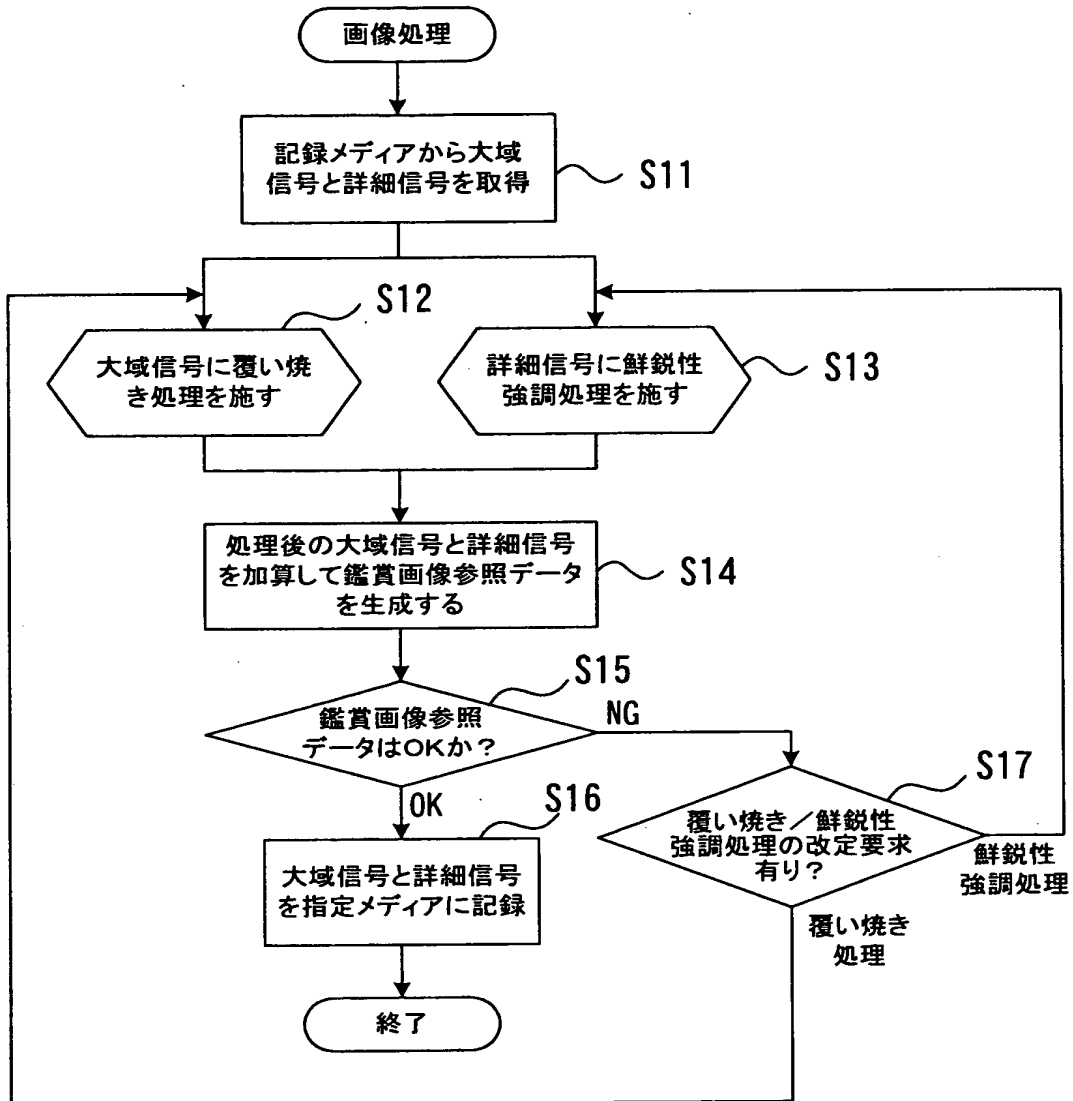 画像処理
記録メディアから大域
信号と詳細信号を取得
S11
S12
大域信号に覆い焼
き処理を施す
詳細信号に鮮鋭性
強調処理を施す
S13
処理後の大域信号と詳細信号
を加算して鑑賞画像参照データ
を生成する
S14
S15
鑑賞画像参照
データはOKか?
NG
OK
S16
大域信号と詳細信号
を指定メディアに記録
S17
覆い焼き/鮮鋭性
強調処理の改定要求
有り?
鮮鋭性
強調処理
覆い焼き
処理
終了